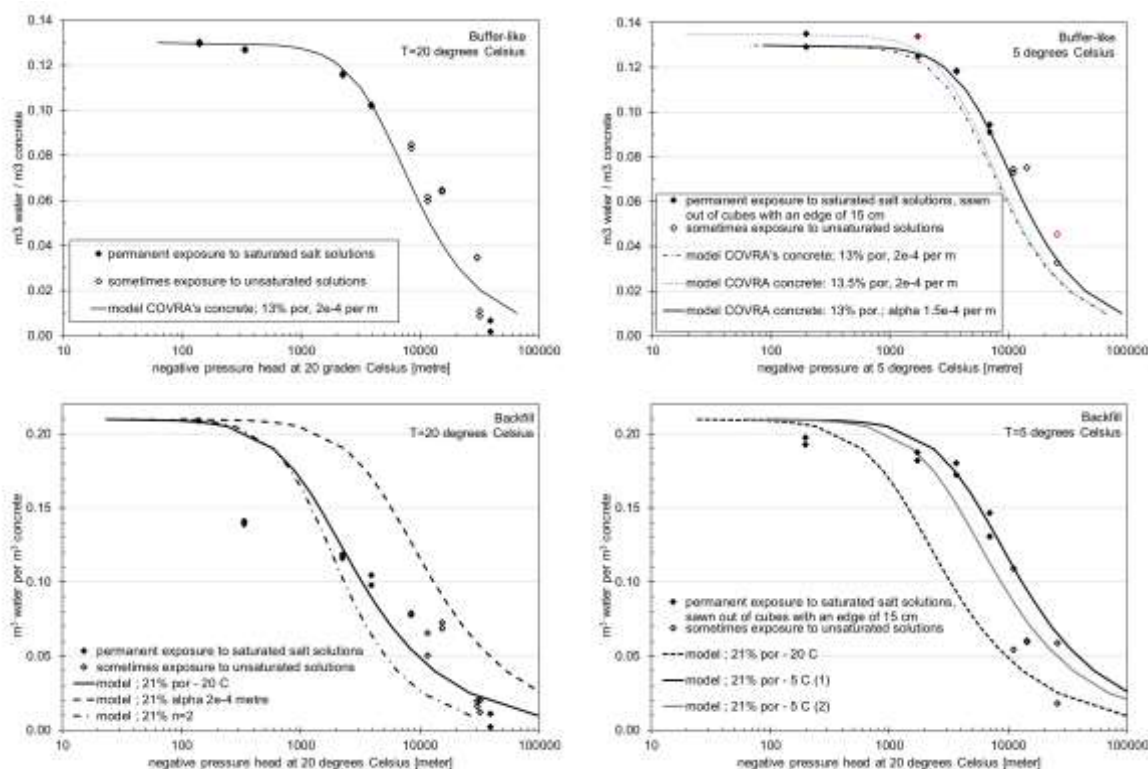 Buffer-like
T=20 degrees Celsius
m3 water / m3 concrete
0.14
0.12
0.10
0.08
0.06
0.04
0.02
0.00
permanent exposure to saturated salt solutions
sometimes exposure to unsaturated solutions
model COVRA's concrete; 13% por, 2e-4 per m
10
100
1000
10000
100000
negative pressure head at 20 graden Celsius [metre]
Buffer-like
5 degrees Celsius
m3 water / m3 concrete
0.14
0.12
0.10
0.08
0.06
0.04
0.02
0.00
permanent exposure to saturated salt solutions, sawn
out of cubes with an edge of 15 cm
sometimes exposure to unsaturated solutions
model COVRA's concrete; 13% por, 2e-4 per m
model COVRA concrete: 13.5% por, 2e-4 per m
model COVRA concrete: 13% por.; alpha 1.5e-4 per m
10
100
1000
10000
100000
negative pressure at 5 degrees Celsius [metre]
Backfill
T=20 degrees Celsius
m³ water per m³ concrete
0.20
0.15
0.10
0.05
0.00
permanent exposure to saturated salt solutions
sometimes exposure to unsaturated solutions
model ; 21% por - 20 C
model ; 21% alpha 2e-4 metre
model ; 21% n=2
10
100
1000
10000
100000
negative pressure head at 20 degrees Celsius [meter]
Backfill
T=5 degrees Celsius
m³ water per m³ concrete
0.20
0.15
0.10
0.05
0.00
permanent exposure to saturated salt solutions,
sawn out of cubes with an edge of 15 cm
sometimes exposure to unsaturated solutions
model ; 21% por - 20 C
model ; 21% por - 5 C (1)
model ; 21% por - 5 C (2)
10
100
1000
10000
100000
negative pressure head at 20 degrees Celsius [meter]